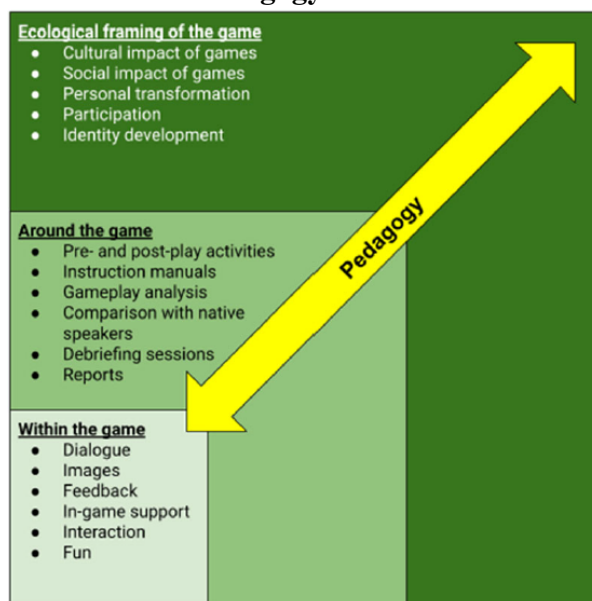 Ecological framing of the game
● Cultural impact of games
● Social impact of games
● Personal transformation
● Participation
● Identity development
Pedagogy
Around the game
● Pre- and post-play activities
● Instruction manuals
● Gameplay analysis
● Comparison with native
speakers
● Debriefing sessions
● Reports
Within the game
● Dialogue
● Images
● Feedback
● In-game support
● Interaction
● Fun